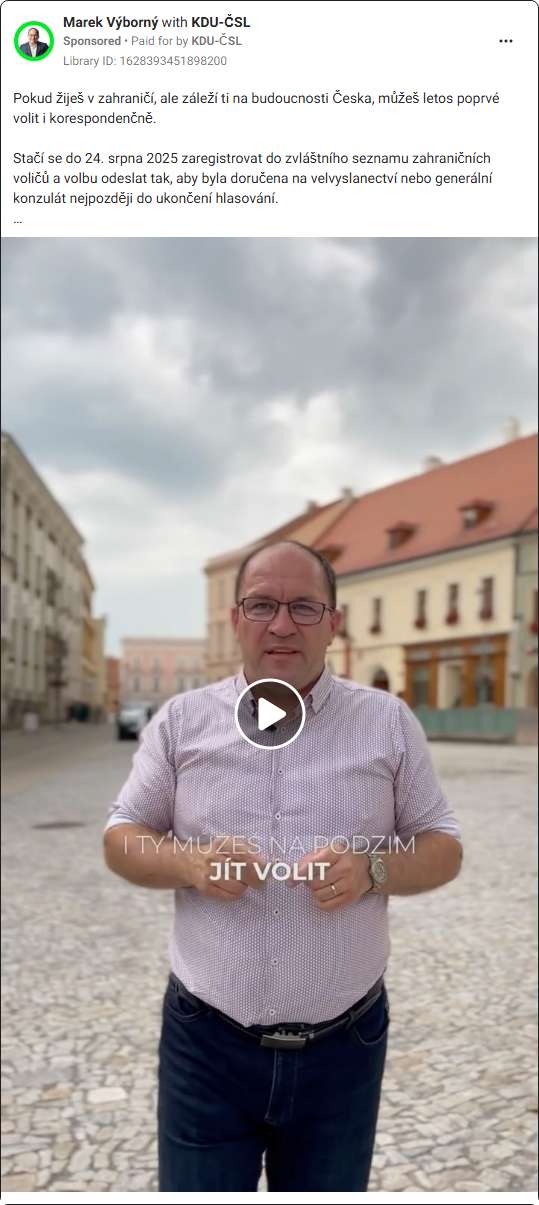 Marek Výborný with KDU-ČSL
Sponsored • Paid for by KDU-ČSL
Library ID: 1628393451898200
Pokud žiješ v zahraničí, ale záleží ti na budoucnosti Česka, můžeš letos poprvé
volit i korespondenčně.
Stačí se do 24. srpna 2025 zaregistrovat do zvláštního seznamu zahraničních
voličů a volbu odeslat tak, aby byla doručena na velvyslanectví nebo generální
konzulát nejpozději do ukončení hlasování.
...
I TY MŮŽEŠ NA PODZIM
JÍT VOLIT